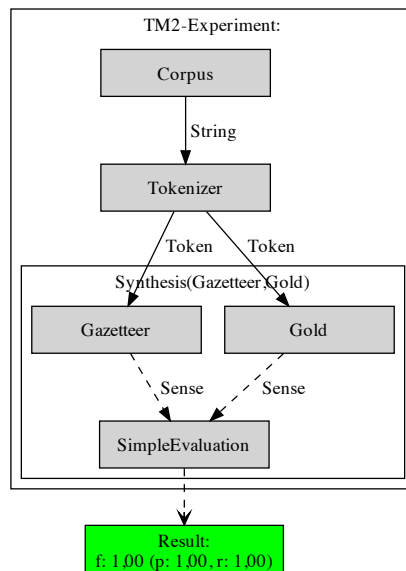 TM2-Experiment:
Corpus
String
Tokenizer
Token
Token
Synthesis(Gazetteer,Gold)
Gazetteer
Gold
Sense
Sense
SimpleEvaluation
Result:
f: 1,00 (p: 1,00, r: 1,00)